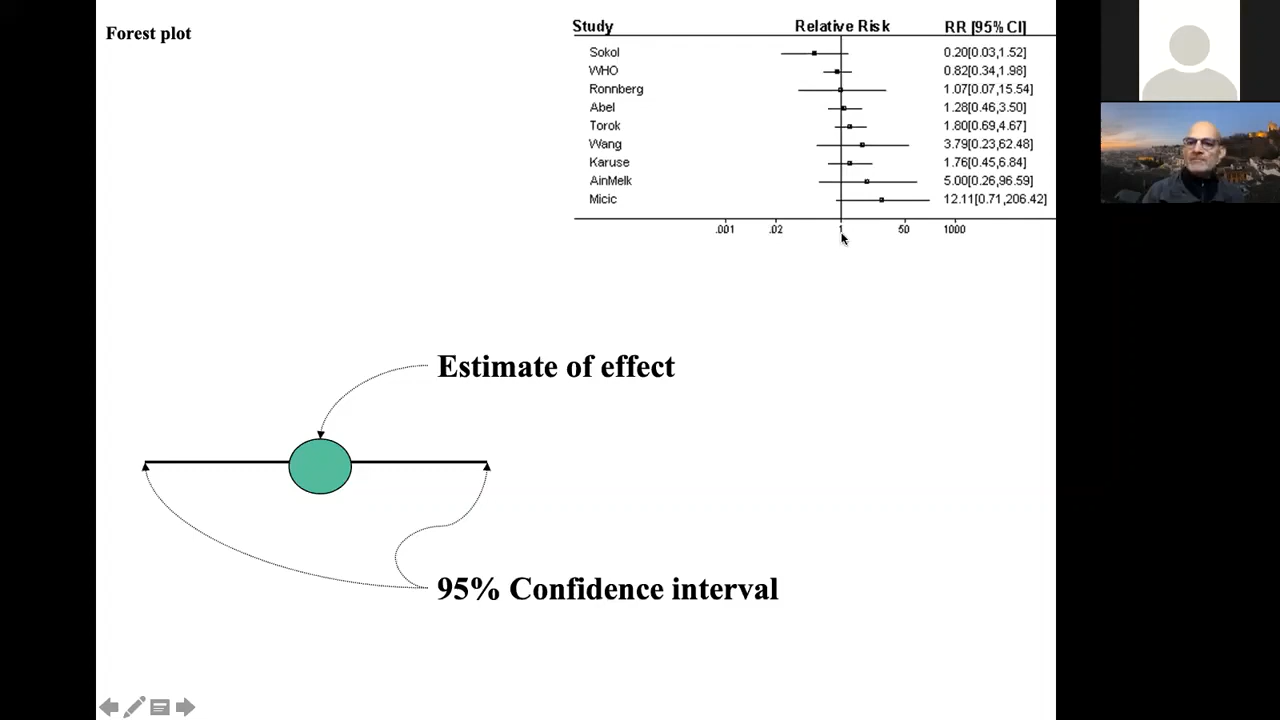 Forest plot
Study Relative Risk RR [95% CI]
Sokol 0.20[0.03,1.52]
WHO 0.82[0.34,1.98]
Ronnberg 1.07[0.07,15.54]
Abel 1.28[0.46,3.50]
Torok 1.80[0.69,4.67]
Wang 3.79[0.23,62.48]
Karuse 1.76[0.45,6.84]
AinMelk 5.00[0.26,96.59]
Micic 12.11[0.71,206.42]
.001 .02 1 50 1000
Estimate of effect
95% Confidence interval